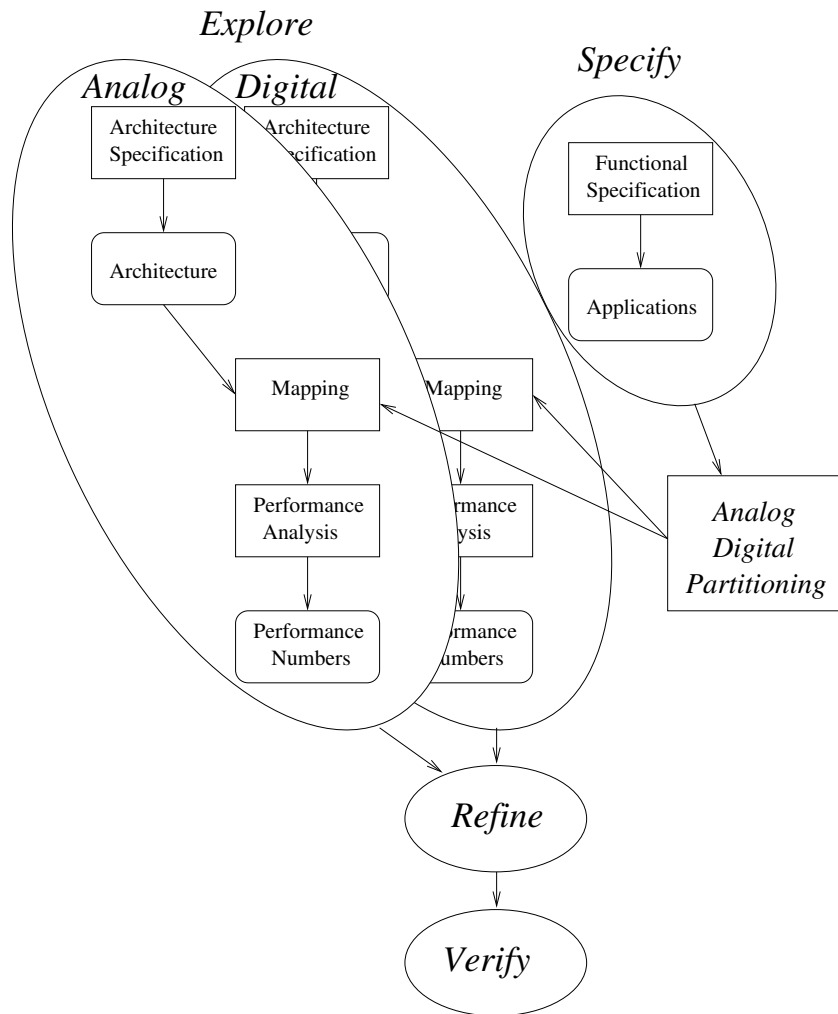 Explore
Specify
Analog
Digital
Architecture
Specification
Architecture
Functional
Specification
Architecture
Applications
Mapping
Mapping
Performance
Analysis
Analog
Digital
Partitioning
Performance
Numbers
Refine
Verify